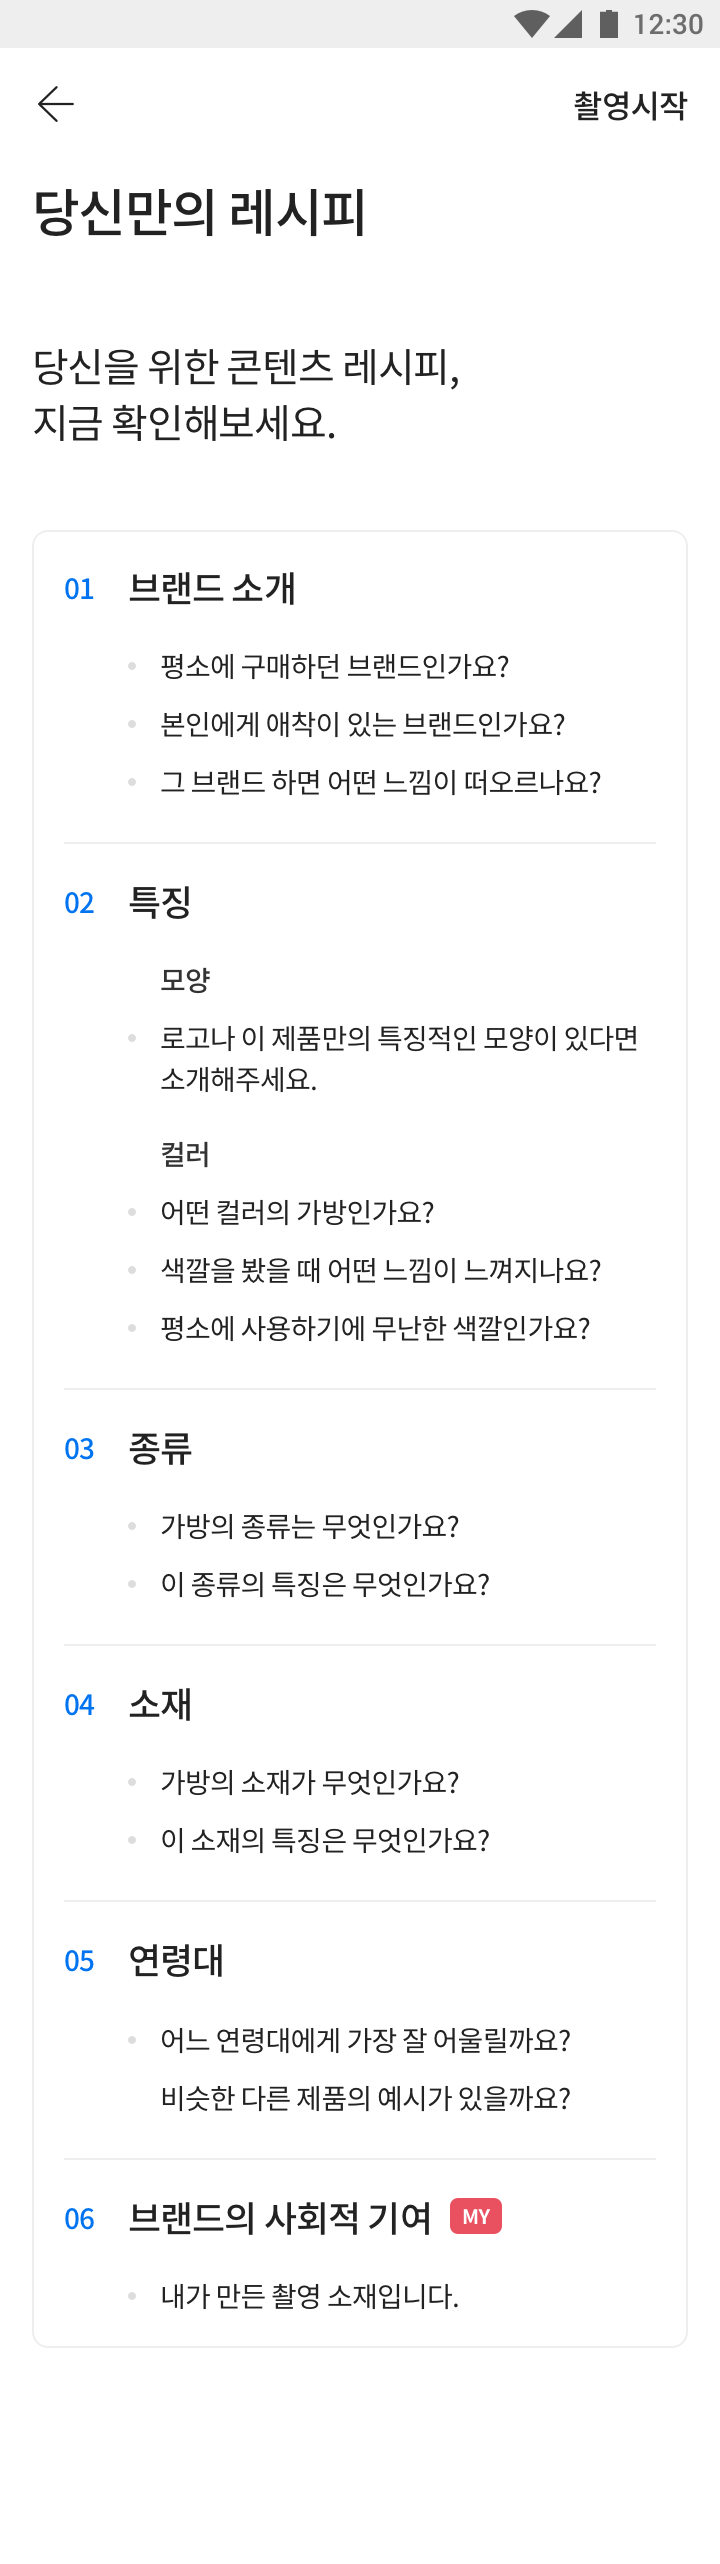 12:30
촬영시작
당신만의 레시피
당신을 위한 콘텐츠 레시피,
지금 확인해보세요.
01 브랜드 소개
평소에 구매하던 브랜드인가요?
본인에게 애착이 있는 브랜드인가요?
그 브랜드 하면 어떤 느낌이 떠오르나요?
02 특징
모양
로고나 이 제품만의 특징적인 모양이 있다면
소개해주세요.
컬러
어떤 컬러의 가방인가요?
색깔을 봤을 때 어떤 느낌이 느껴지나요?
평소에 사용하기에 무난한 색깔인가요?
03 종류
가방의 종류는 무엇인가요?
이 종류의 특징은 무엇인가요?
04 소재
가방의 소재가 무엇인가요?
이 소재의 특징은 무엇인가요?
05 연령대
어느 연령대에게 가장 잘 어울릴까요?
비슷한 다른 제품의 예시가 있을까요?
06 브랜드의 사회적 기여 MY
내가 만든 촬영 소재입니다.